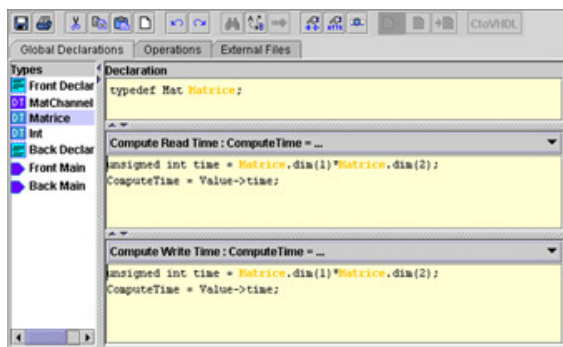 CtoVHDL
Global Declarations Operations External Files
Types
Front Declar
MatChannel
Matrice
Int
Back Declar
Front Main
Back Main
Declaration
typedef Mat Matrice;
Compute Read Time : ComputeTime = ...
unsigned int time = Matrice.dim(1)*Matrice.dim(2);
ComputeTime = Value->time;
Compute Write Time : ComputeTime = ...
unsigned int time = Matrice.dim(1)*Matrice.dim(2);
ComputeTime = Value->time;